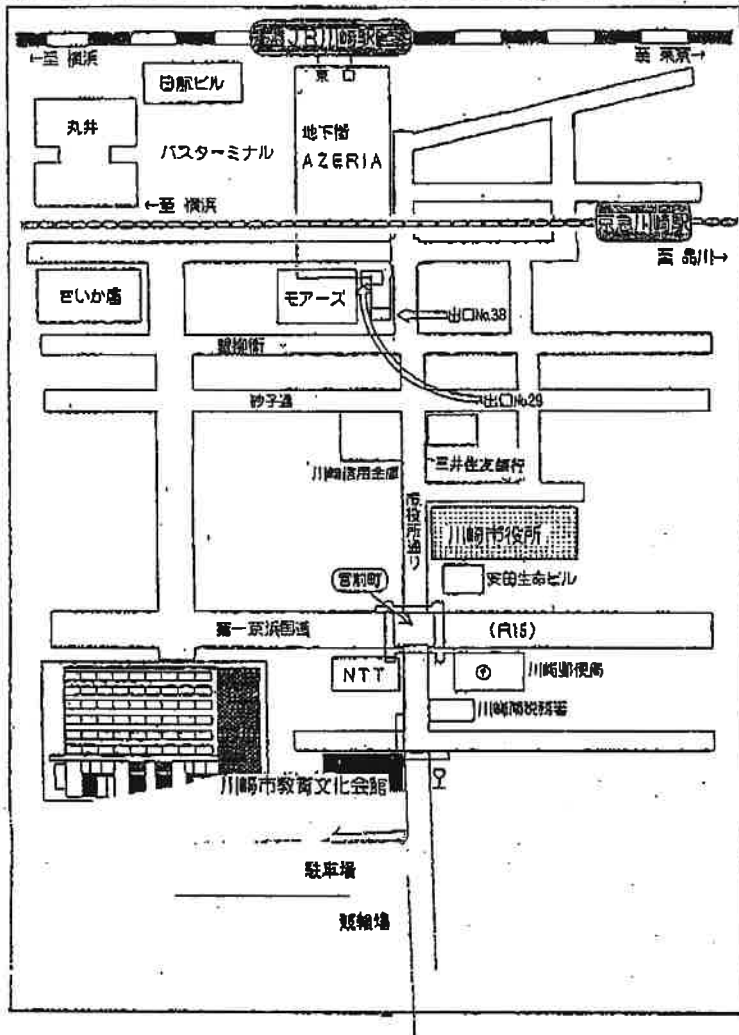 JR川崎駅
←至 横浜
至 東京→
東 口
日航ビル
丸井
地下街
AZERIA
バスターミナル
←至 横浜
京急川崎駅
至 品川→
さいか屋
モアーズ
出口No.38
銀柳街
砂子通
出口No29
川崎信用金庫
三井住友銀行
市役所通り
川崎市役所
安田生命ビル
宮前町
第一京浜国道
(R15)
NTT
川崎郵便局
川崎南税務署
川崎市教育文化会館
駐車場
競輪場